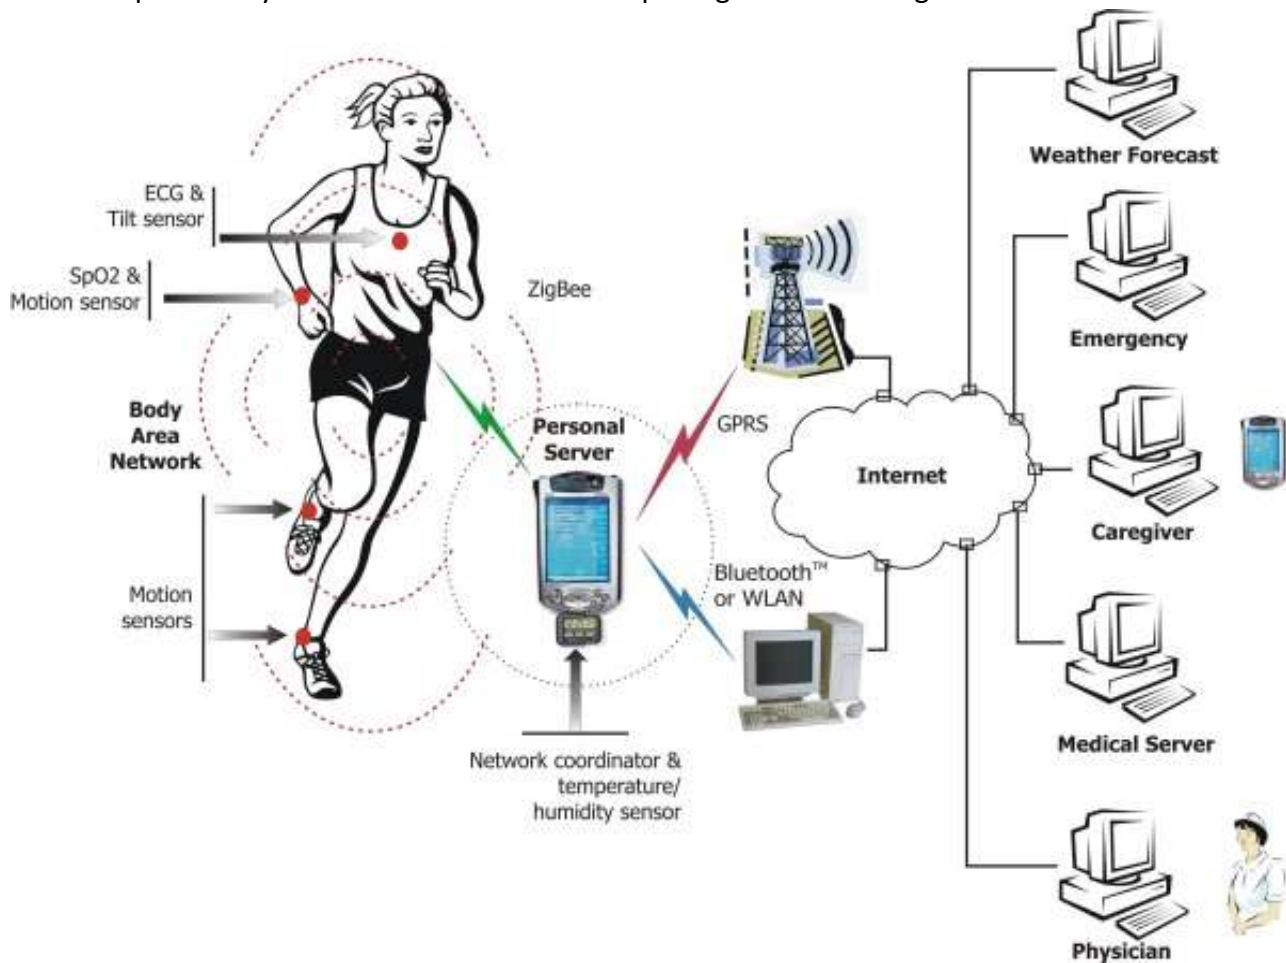 ECG &
Tilt sensor
SpO2 &
Motion sensor
ZigBee
Body
Area
Network
Motion
sensors
Personal
Server
Network coordinator &
temperature/
humidity sensor
GPRS
Bluetooth™
or WLAN
Internet
Weather Forecast
Emergency
Caregiver
Medical Server
Physician